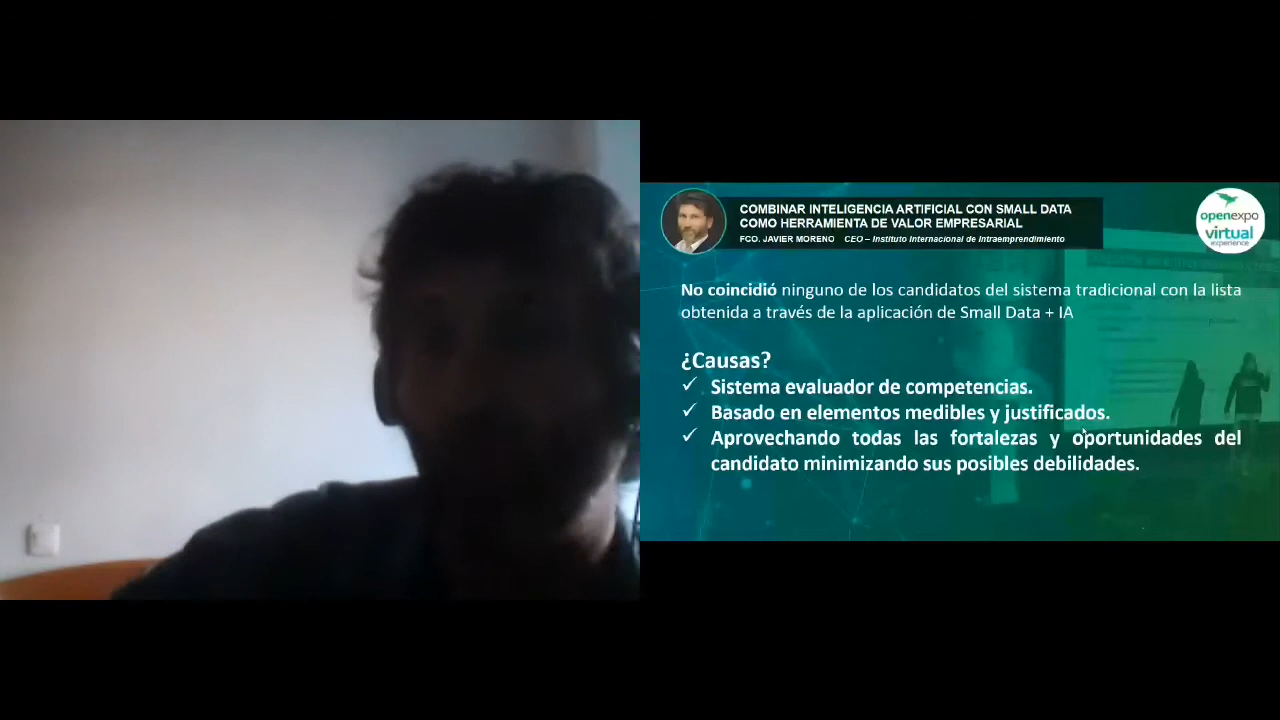 COMBINAR INTELIGENCIA ARTIFICIAL CON SMALL DATA
COMO HERRAMIENTA DE VALOR EMPRESARIAL
FCO. JAVIER MORENO CEO – Instituto Internacional de Intraemprendimiento
openexpo
virtual
experience
No coincidió ninguno de los candidatos del sistema tradicional con la lista
obtenida a través de la aplicación de Small Data + IA
¿Causas?
✓ Sistema evaluador de competencias.
✓ Basado en elementos medibles y justificados.
✓ Aprovechando todas las fortalezas y oportunidades del
candidato minimizando sus posibles debilidades.